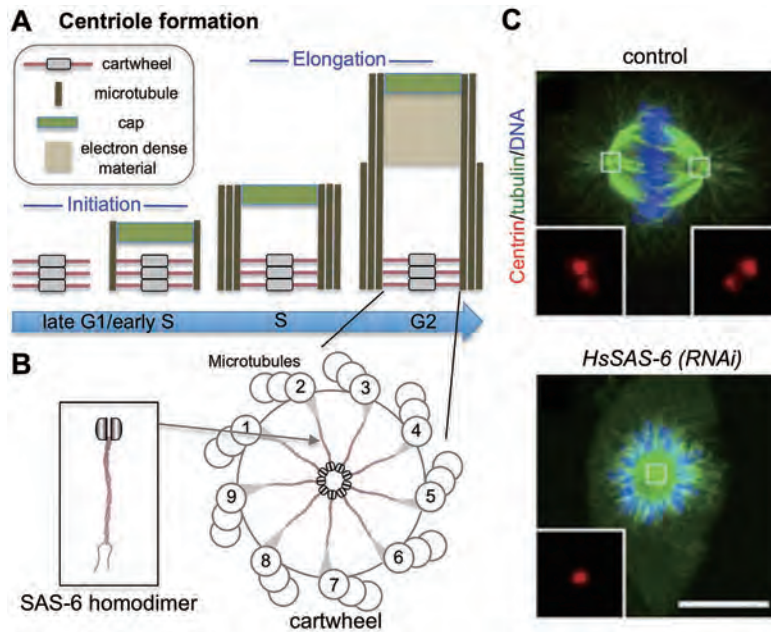 A Centriole formation
cartwheel
microtubule
cap
electron dense
material
Initiation
Elongation
late G1/early S
S
G2
B
Microtubules
1
2
3
4
5
6
7
8
9
SAS-6 homodimer
cartwheel
C
control
Centrin/tubulin/DNA
HsSAS-6 (RNAi)